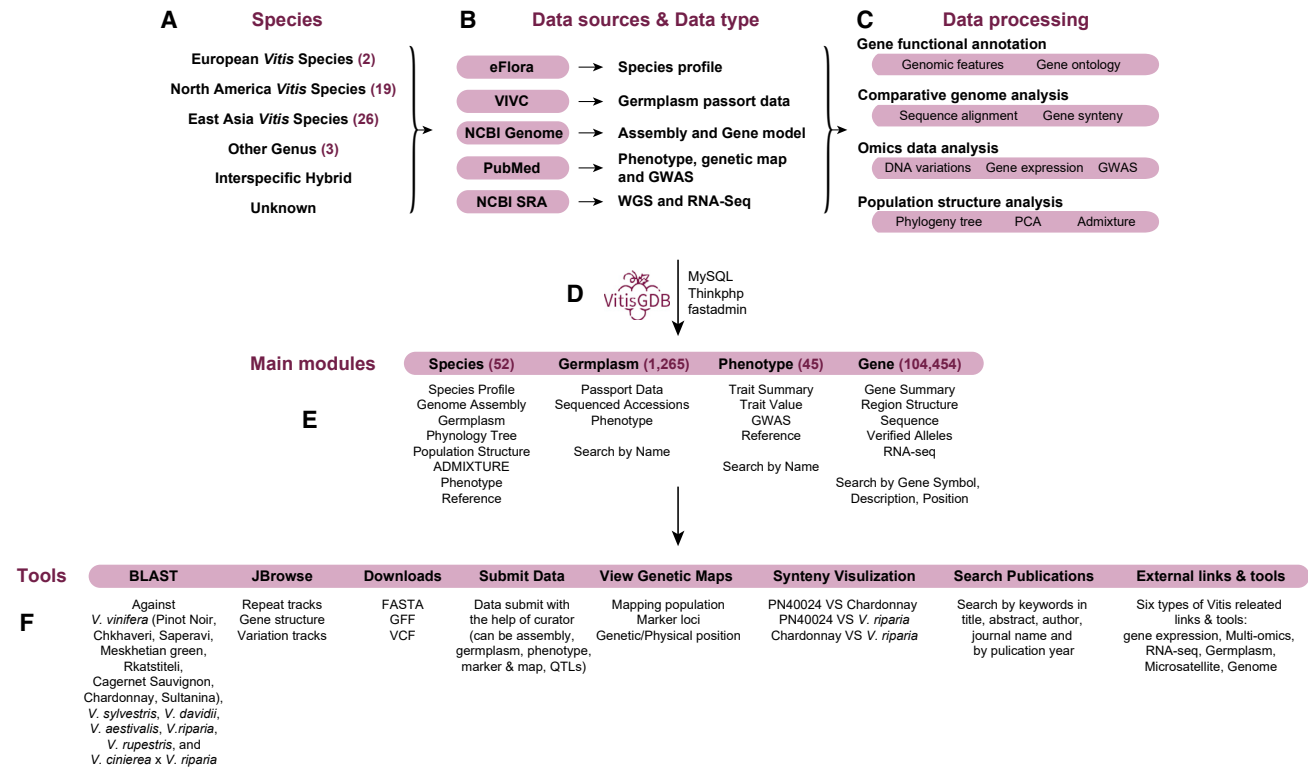 A
Species
European Vitis Species (2)
North America Vitis Species (19)
East Asia Vitis Species (26)
Other Genus (3)
Interspecific Hybrid
Unknown
B
Data sources & Data type
eFlora
Species profile
VIVC
Germplasm passort data
NCBI Genome
Assembly and Gene model
PubMed
Phenotype, genetic map
and GWAS
NCBI SRA
WGS and RNA-Seq
C
Data processing
Gene functional annotation
Genomic features Gene ontology
Comparative genome analysis
Sequence alignment Gene synteny
Omics data analysis
DNA variations Gene expression GWAS
Population structure analysis
Phylogeny tree PCA Admixture
D
VitisGDB
MySQL
Thinkphp
fastadmin
Main modules
E
Species (52)
Species Profile
Genome Assembly
Germplasm
Phynology Tree
Population Structure
ADMIXTURE
Phenotype
Reference
Germplasm (1,265)
Passport Data
Sequenced Accessions
Phenotype
Search by Name
Phenotype (45)
Trait Summary
Trait Value
GWAS
Reference
Search by Name
Gene (104,454)
Gene Summary
Region Structure
Sequence
Verified Alleles
RNA-seq
Search by Gene Symbol,
Description, Position
Tools
F
BLAST
Against
V. vinifera (Pinot Noir,
Chkhaveri, Saperavi,
Meskhetian green,
Rkatstiteli,
Cagernet Sauvignon,
Chardonnay, Sultanina),
V. sylvestris, V. davidii,
V. aestivalis, V.riparia,
V. rupestris, and
V. cinierea x V. riparia
JBrowse
Repeat tracks
Gene structure
Variation tracks
Downloads
FASTA
GFF
VCF
Submit Data
Data submit with
the help of curator
(can be assembly,
germplasm, phenotype,
marker & map, QTLs)
View Genetic Maps
Mapping population
Marker loci
Genetic/Physical position
Synteny Visulization
PN40024 VS Chardonnay
PN40024 VS V. riparia
Chardonnay VS V. riparia
Search Publications
Search by keywords in
title, abstract, author,
journal name and
by pulication year
External links & tools
Six types of Vitis releated
links & tools:
gene expression, Multi-omics,
RNA-seq, Germplasm,
Microsatellite, Genome